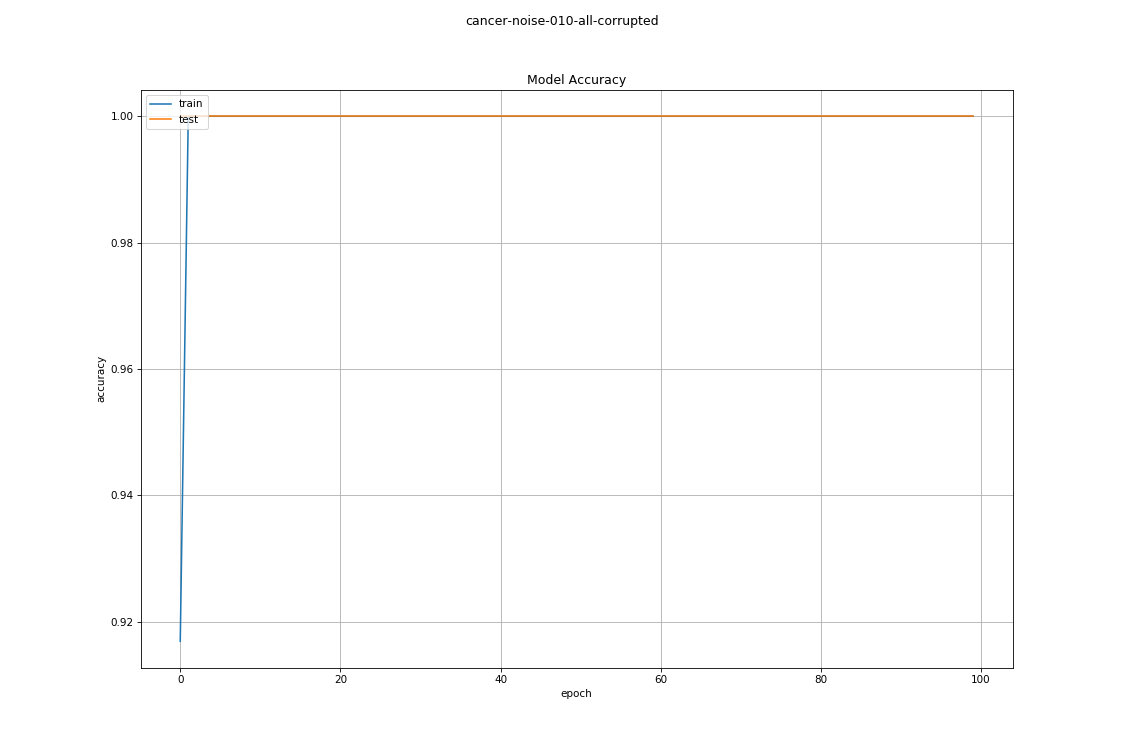 cancer-noise-010-all-corrupted
Model Accuracy
train
test
1.00
0.98
0.96
0.94
0.92
accuracy
0 20 40 60 80 100
epoch